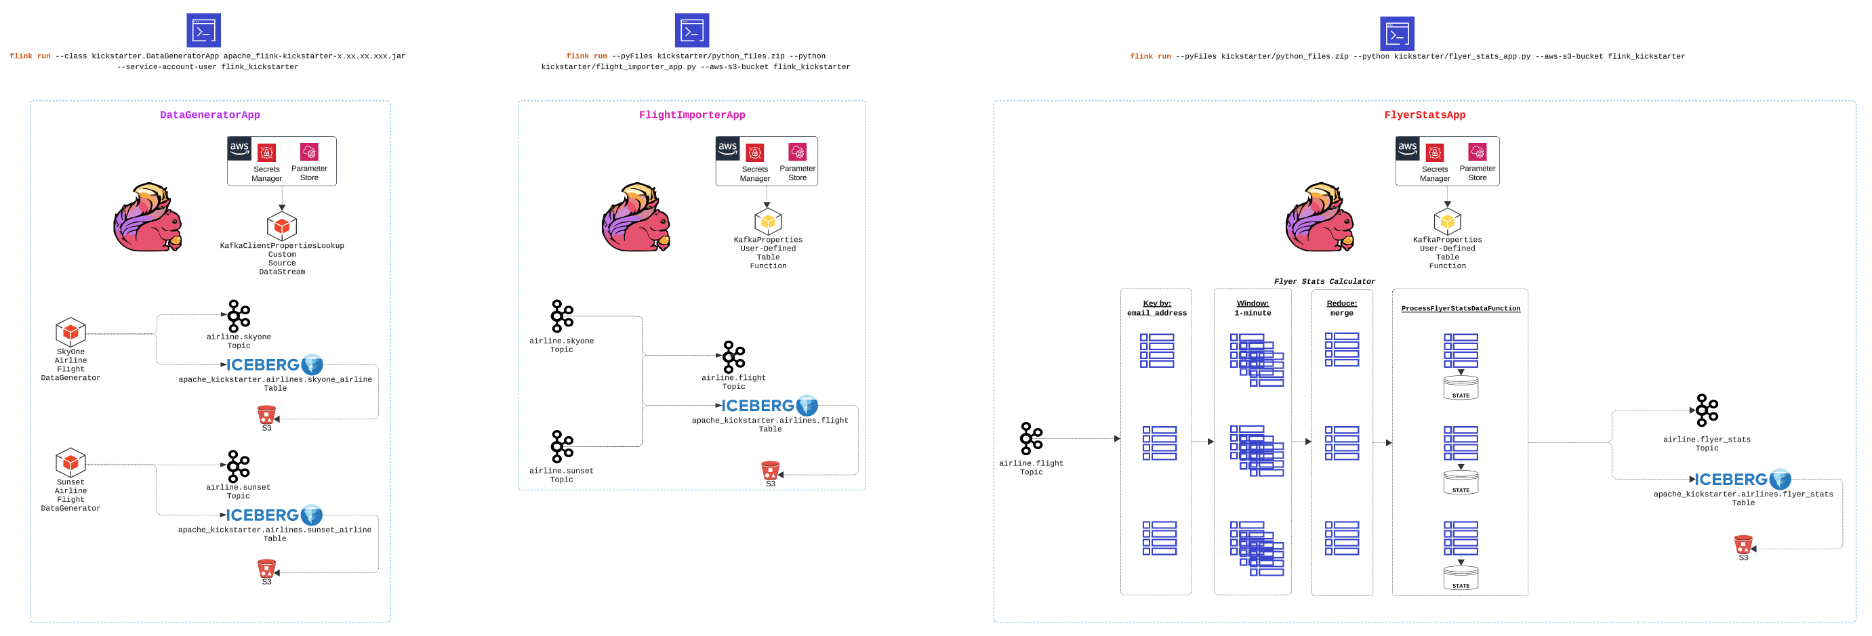 flink run --class kickstarter.DataGeneratorApp apache_flink-kickstarter-x.xx.xx.xxx.jar
--service-account-user flink_kickstarter
DataGeneratorApp
aws
Secrets
Manager
Parameter
Store
KafkaClientPropertiesLookup
Custom
Source
DataStream
SkyOne
Airline
Flight
DataGenerator
airline.skyone
Topic
ICEBERG
apache_kickstarter.airlines.skyone_airline
Table
S3
Sunset
Airline
Flight
DataGenerator
airline.sunset
Topic
ICEBERG
apache_kickstarter.airlines.sunset_airline
Table
S3
flink run --pyFiles kickstarter/python_files.zip --python
kickstarter/flight_importer_app.py --aws-s3-bucket flink_kickstarter
FlightImporterApp
aws
Secrets
Manager
Parameter
Store
KafkaProperties
User-Defined
Table
Function
airline.skyone
Topic
airline.flight
Topic
ICEBERG
apache_kickstarter.airlines.flight
Table
airline.sunset
Topic
S3
flink run --pyFiles kickstarter/python_files.zip --python kickstarter/flyer_stats_app.py --aws-s3-bucket flink_kickstarter
FlyerStatsApp
aws
Secrets
Manager
Parameter
Store
KafkaProperties
User-Defined
Table
Function
Flyer Stats Calculator
Key by:
email_address
Window:
1-minute
Reduce:
merge
ProcessFlyerStatsDataFunction
STATE
STATE
STATE
airline.flight
Topic
airline.flyer_stats
Topic
ICEBERG
apache_kickstarter.airlines.flyer_stats
Table
S3